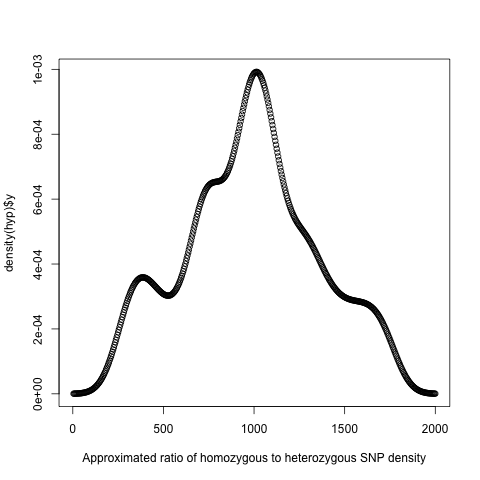 1e-03
8e-04
6e-04
4e-04
2e-04
0e+00
density(hyp)$y
0 500 1000 1500 2000
Approximated ratio of homozygous to heterozygous SNP density